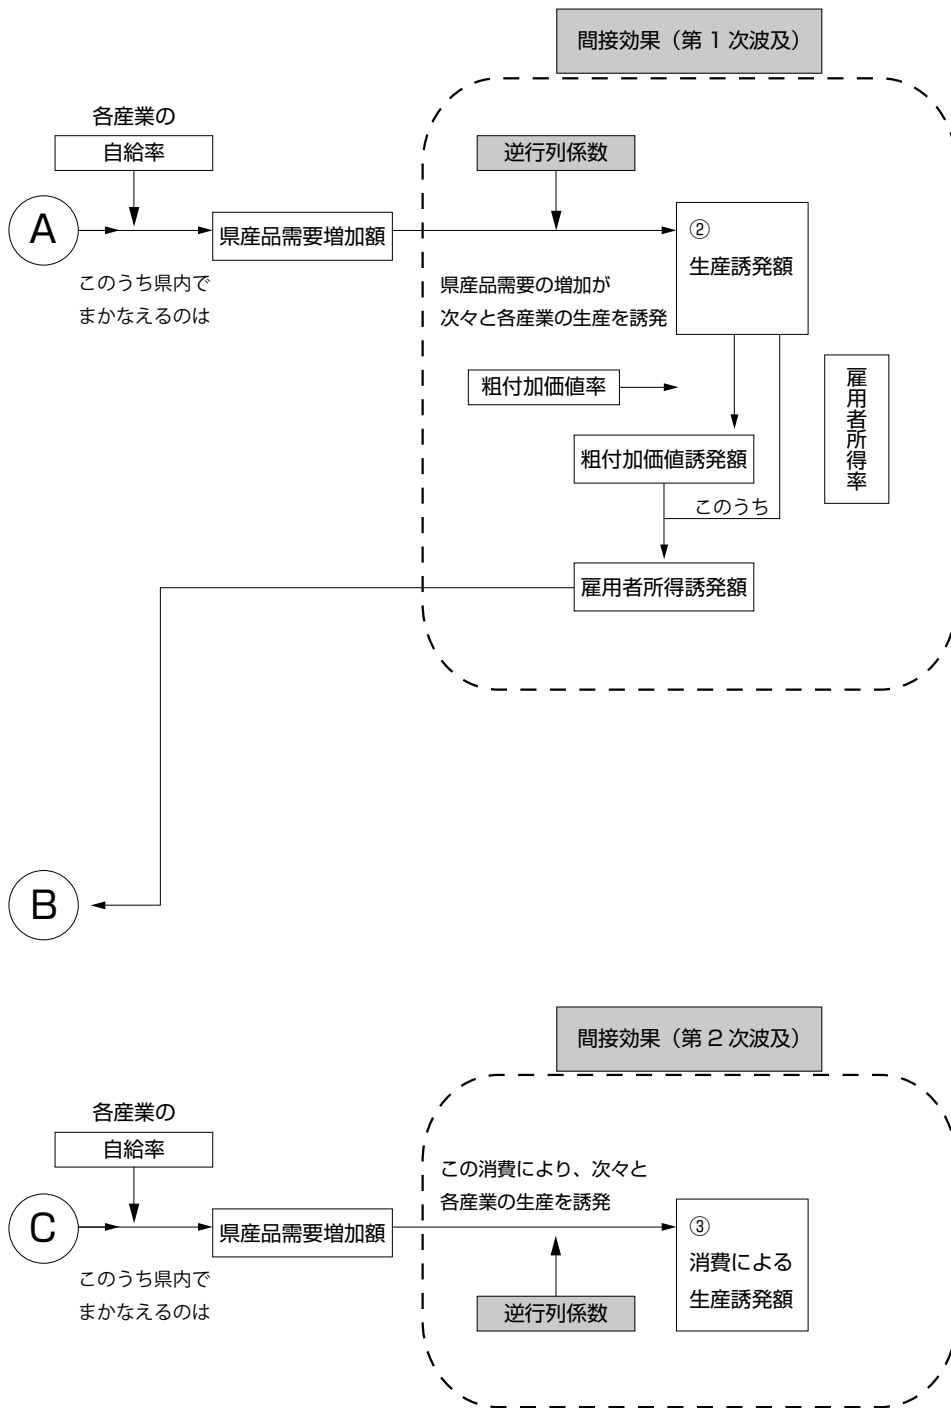 間接効果（第１次波及）
各産業の
自給率
逆行列係数
A
県産品需要増加額
②
生産誘発額
このうち県内で
まかなえるのは
県産品需要の増加が
次々と各産業の生産を誘発
粗付加価値率
雇用者所得率
粗付加価値誘発額
このうち
雇用者所得誘発額
B
間接効果（第２次波及）
各産業の
自給率
この消費により、次々と
各産業の生産を誘発
C
県産品需要増加額
③
消費による
生産誘発額
このうち県内で
まかなえるのは
逆行列係数